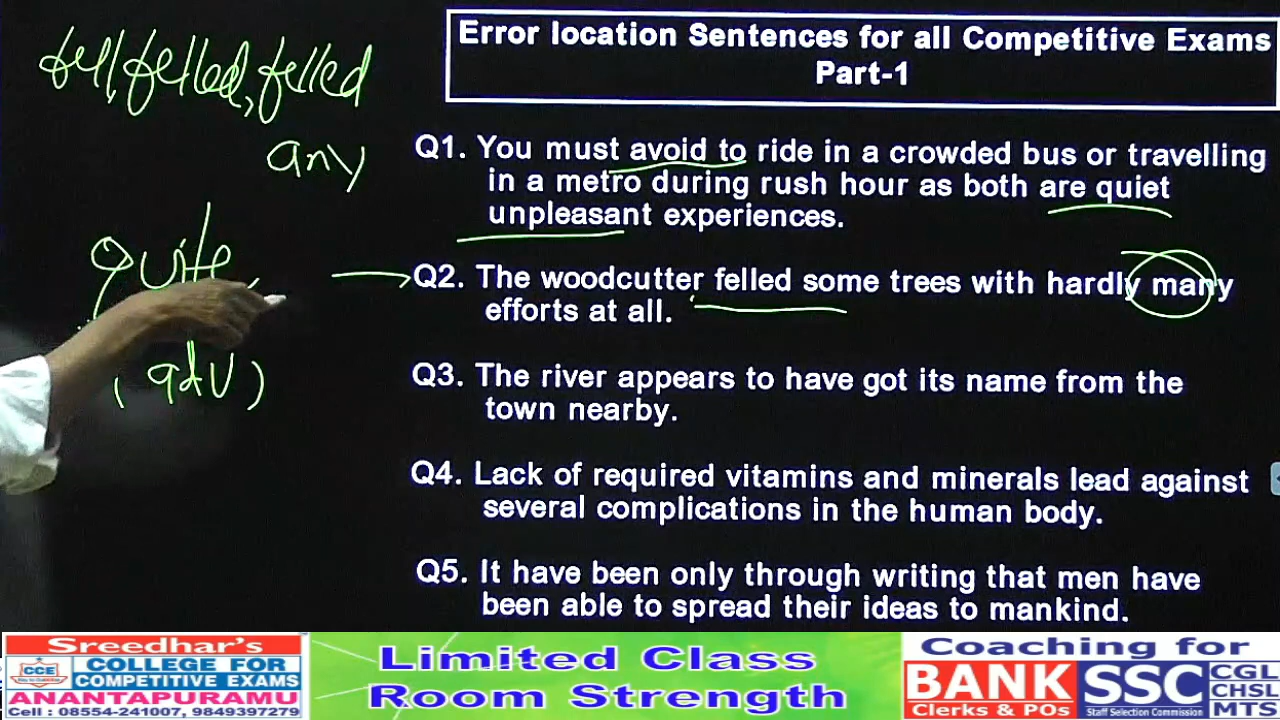 fell, felled, felled
any
quite
(adV)
Error location Sentences for all Competitive Exams
Part-1
Q1. You must avoid to ride in a crowded bus or travelling
in a metro during rush hour as both are quiet
unpleasant experiences.
Q2. The woodcutter felled some trees with hardly many
efforts at all.
Q3. The river appears to have got its name from the
town nearby.
Q4. Lack of required vitamins and minerals lead against
several complications in the human body.
Q5. It have been only through writing that men have
been able to spread their ideas to mankind.
Sreedhar's
CCE
COLLEGE FOR
COMPETITIVE EXAMS
ANANTAPURAMU
Cell : 08554-241007, 9849397279
Limited Class
Room Strength
Coaching for
BANK
Clerks & POs
SSC
Staff Selection Commission
CGL
CHSL
MTS